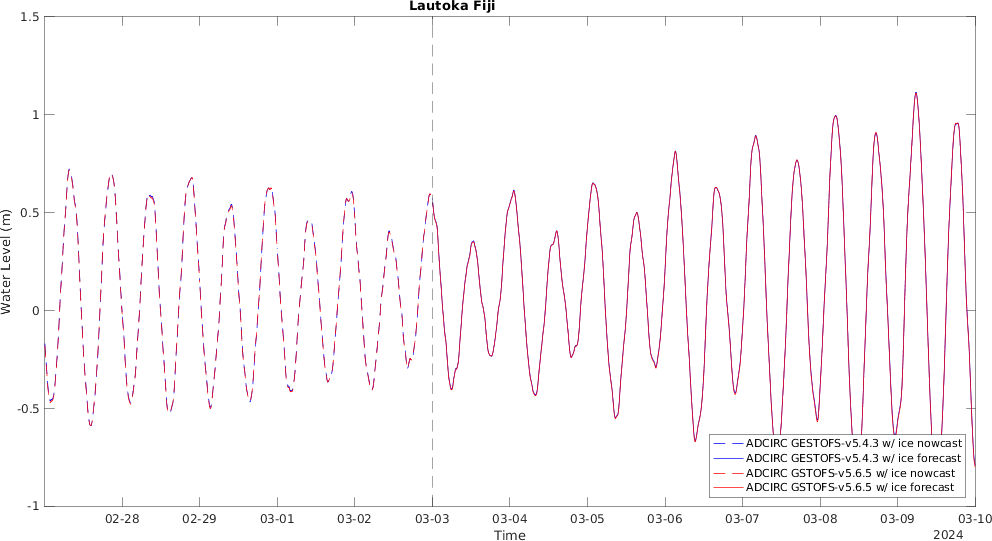 Lautoka Fiji
1.5
1
0.5
0
-0.5
-1
Water Level (m)
ADCIRC GESTOFS-v5.4.3 w/ ice nowcast
ADCIRC GESTOFS-v5.4.3 w/ ice forecast
ADCIRC GSTOFS-v5.6.5 w/ ice nowcast
ADCIRC GSTOFS-v5.6.5 w/ ice forecast
02-28 02-29 03-01 03-02 03-03 03-04 03-05 03-06 03-07 03-08 03-09 03-10
Time
2024